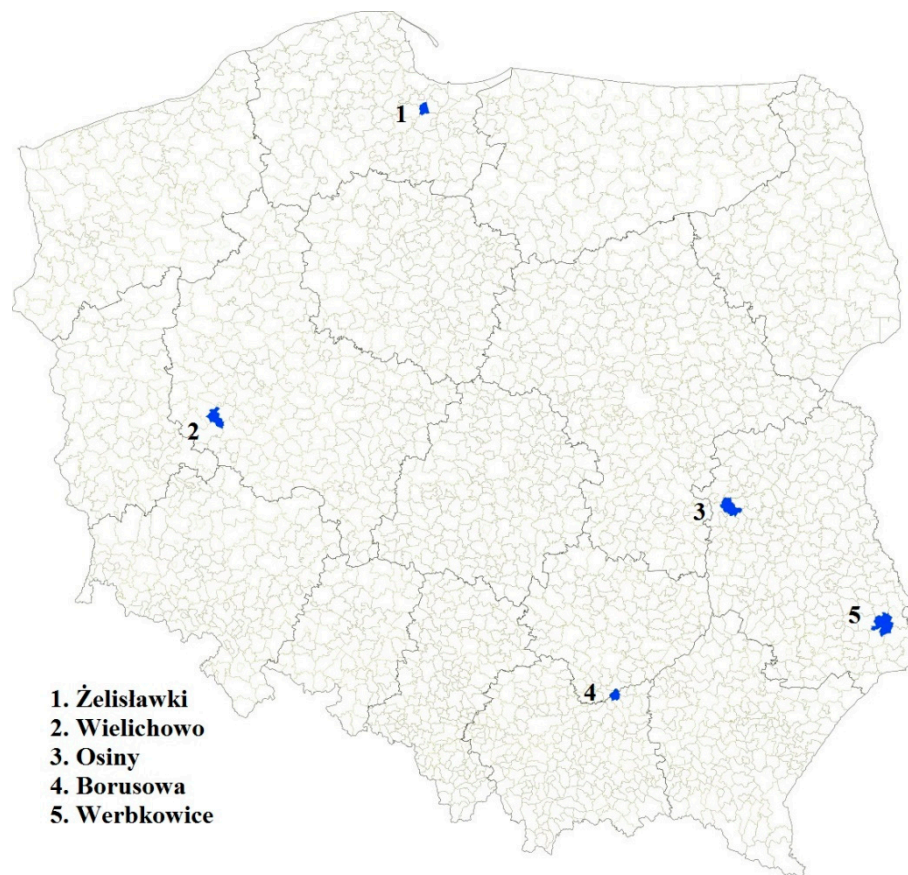 1
2
3
5
4
1. Żelisławki
2. Wielichowo
3. Osiny
4. Borusowa
5. Werbkowice